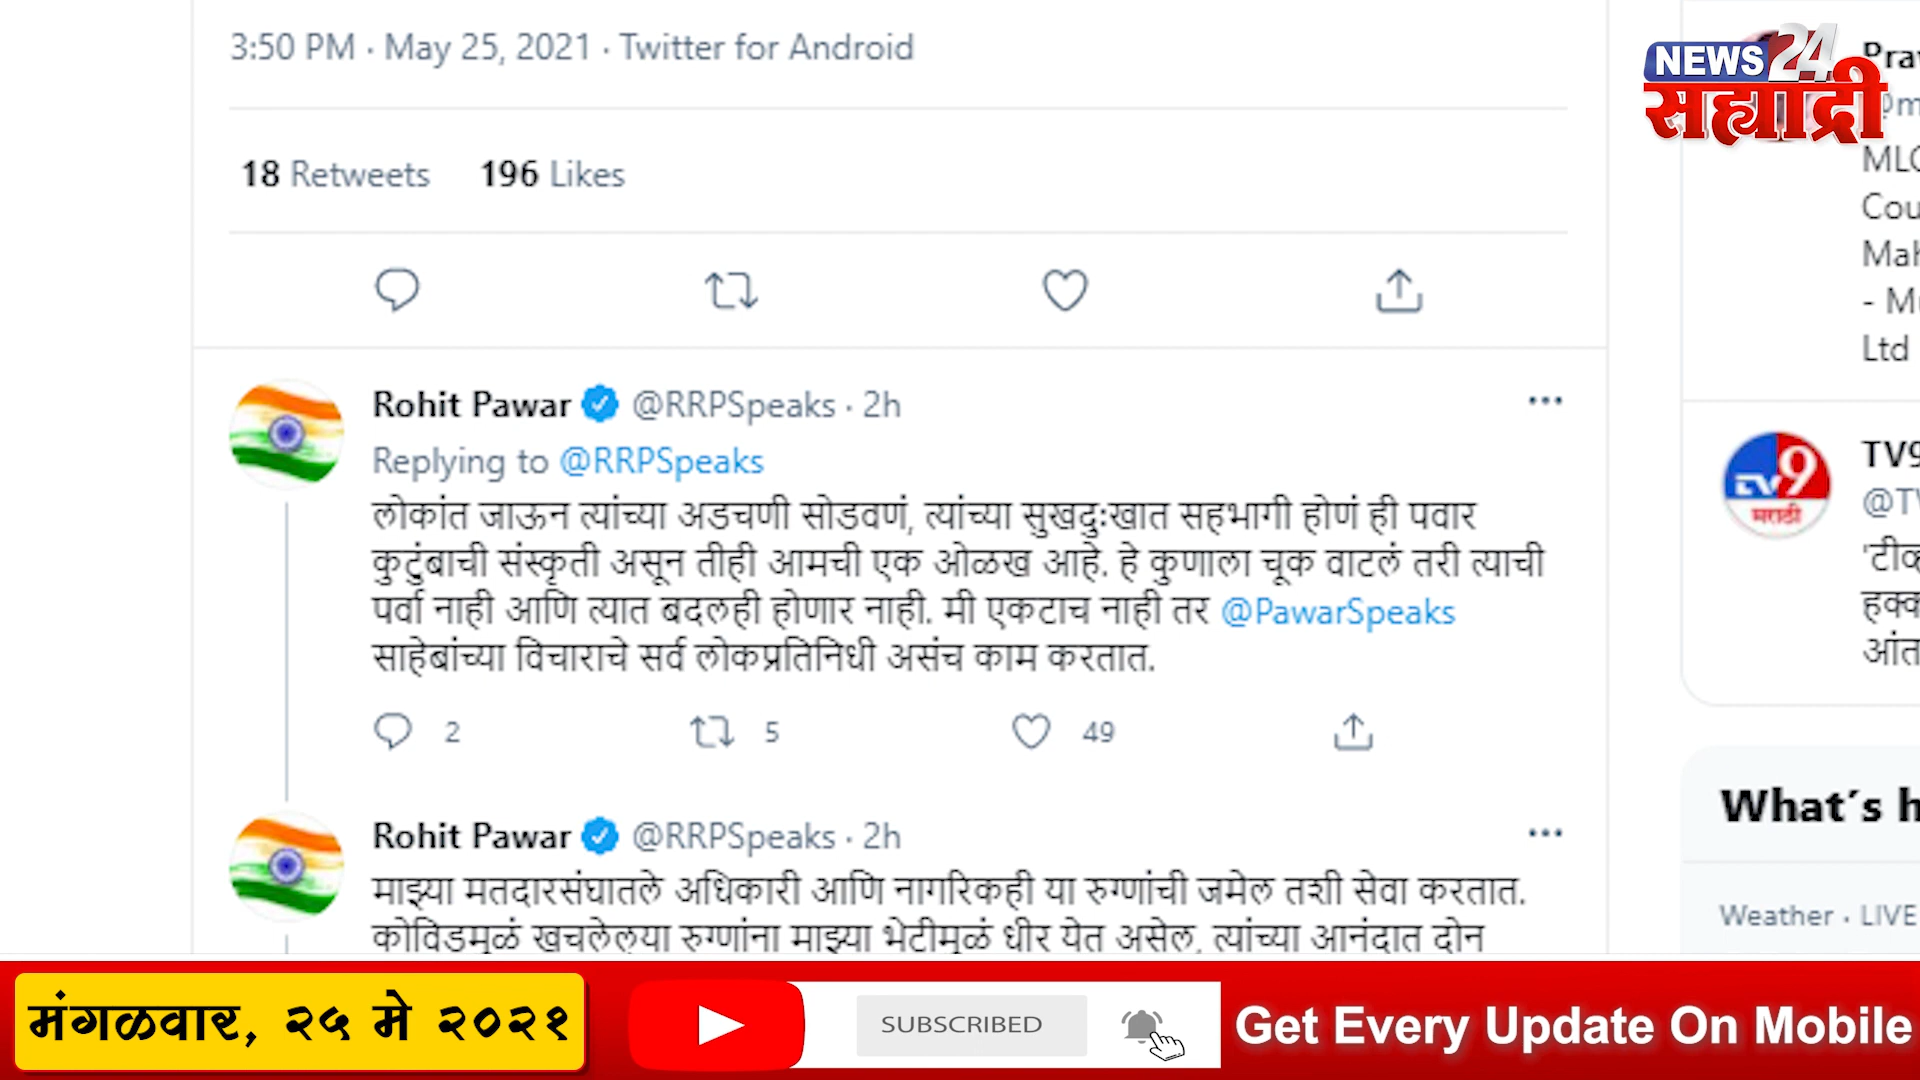 3:50 PM · May 25, 2021 · Twitter for Android
18 Retweets 196 Likes
Rohit Pawar @RRPSpeaks · 2h
Replying to @RRPSpeaks
लोकांत जाऊन त्यांच्या अडचणी सोडवणं, त्यांच्या सुखदुःखात सहभागी होणं ही पवार
कुटुंबाची संस्कृती असून तीही आमची एक ओळख आहे. हे कुणाला चूक वाटलं तरी त्याची
पर्वा नाही आणि त्यात बदलही होणार नाही. मी एकटाच नाही तर @PawarSpeaks
साहेबांच्या विचाराचे सर्व लोकप्रतिनिधी असंच काम करतात.
2 5 49
Rohit Pawar @RRPSpeaks · 2h
माझ्या मतदारसंघातले अधिकारी आणि नागरिकही या रुग्णांची जमेल तशी सेवा करतात.
कोविडमुळं खचलेल्या रुग्णांना माझ्या भेटीमुळं धीर येत असेल, त्यांच्या आनंदात दोन
NEWS 24
सह्याद्री
MLC
Ltd
TV9
मराठी
TV9
What's h
Weather · LIVE
मंगळवार, २५ मे २०२१
SUBSCRIBED
Get Every Update On Mobile